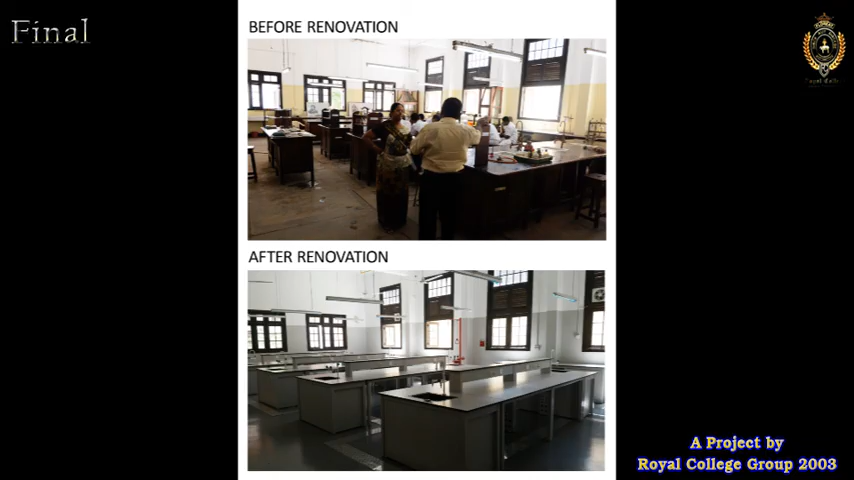 Final
BEFORE RENOVATION
AFTER RENOVATION
A Project by
Royal College Group 2003